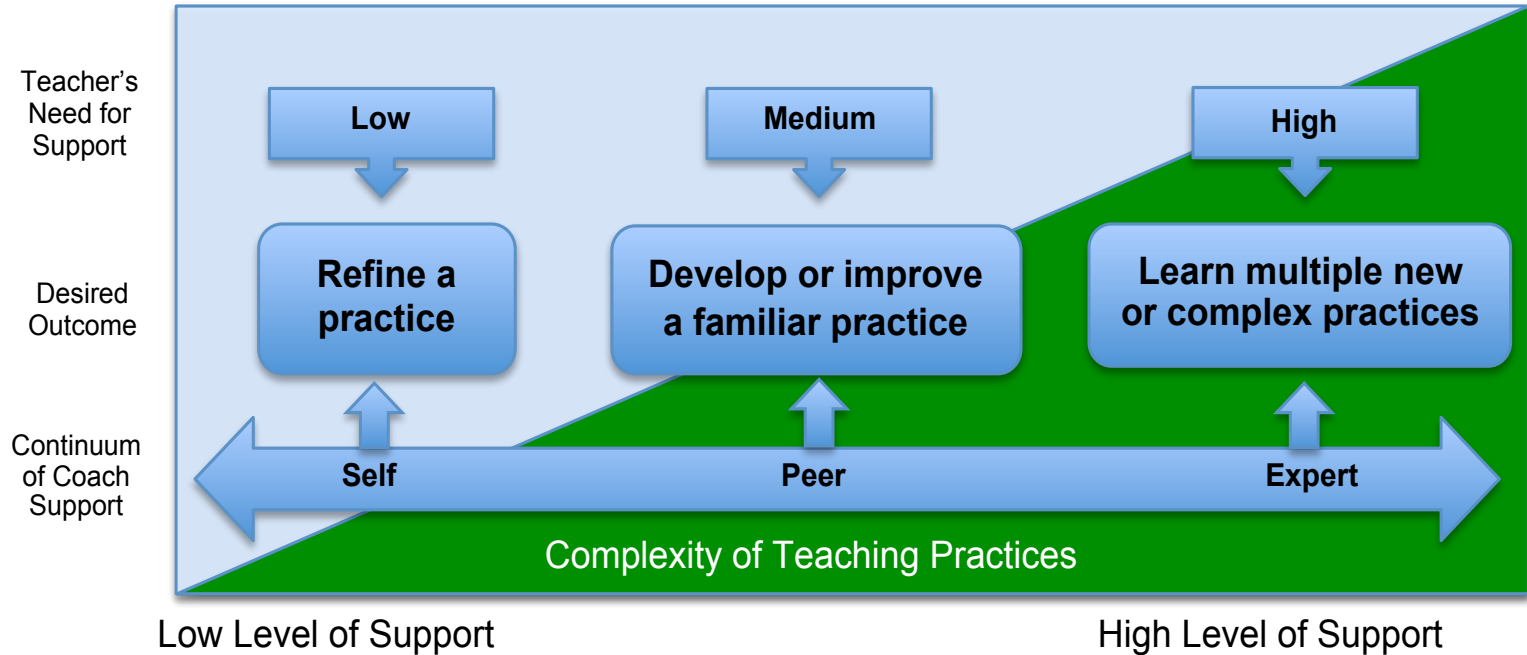 Teacher's
Need for
Support
Low
Medium
High
Desired
Outcome
Refine a
practice
Develop or improve
a familiar practice
Learn multiple new
or complex practices
Continuum
of Coach
Support
Self
Peer
Expert
Complexity of Teaching Practices
Low Level of Support
High Level of Support